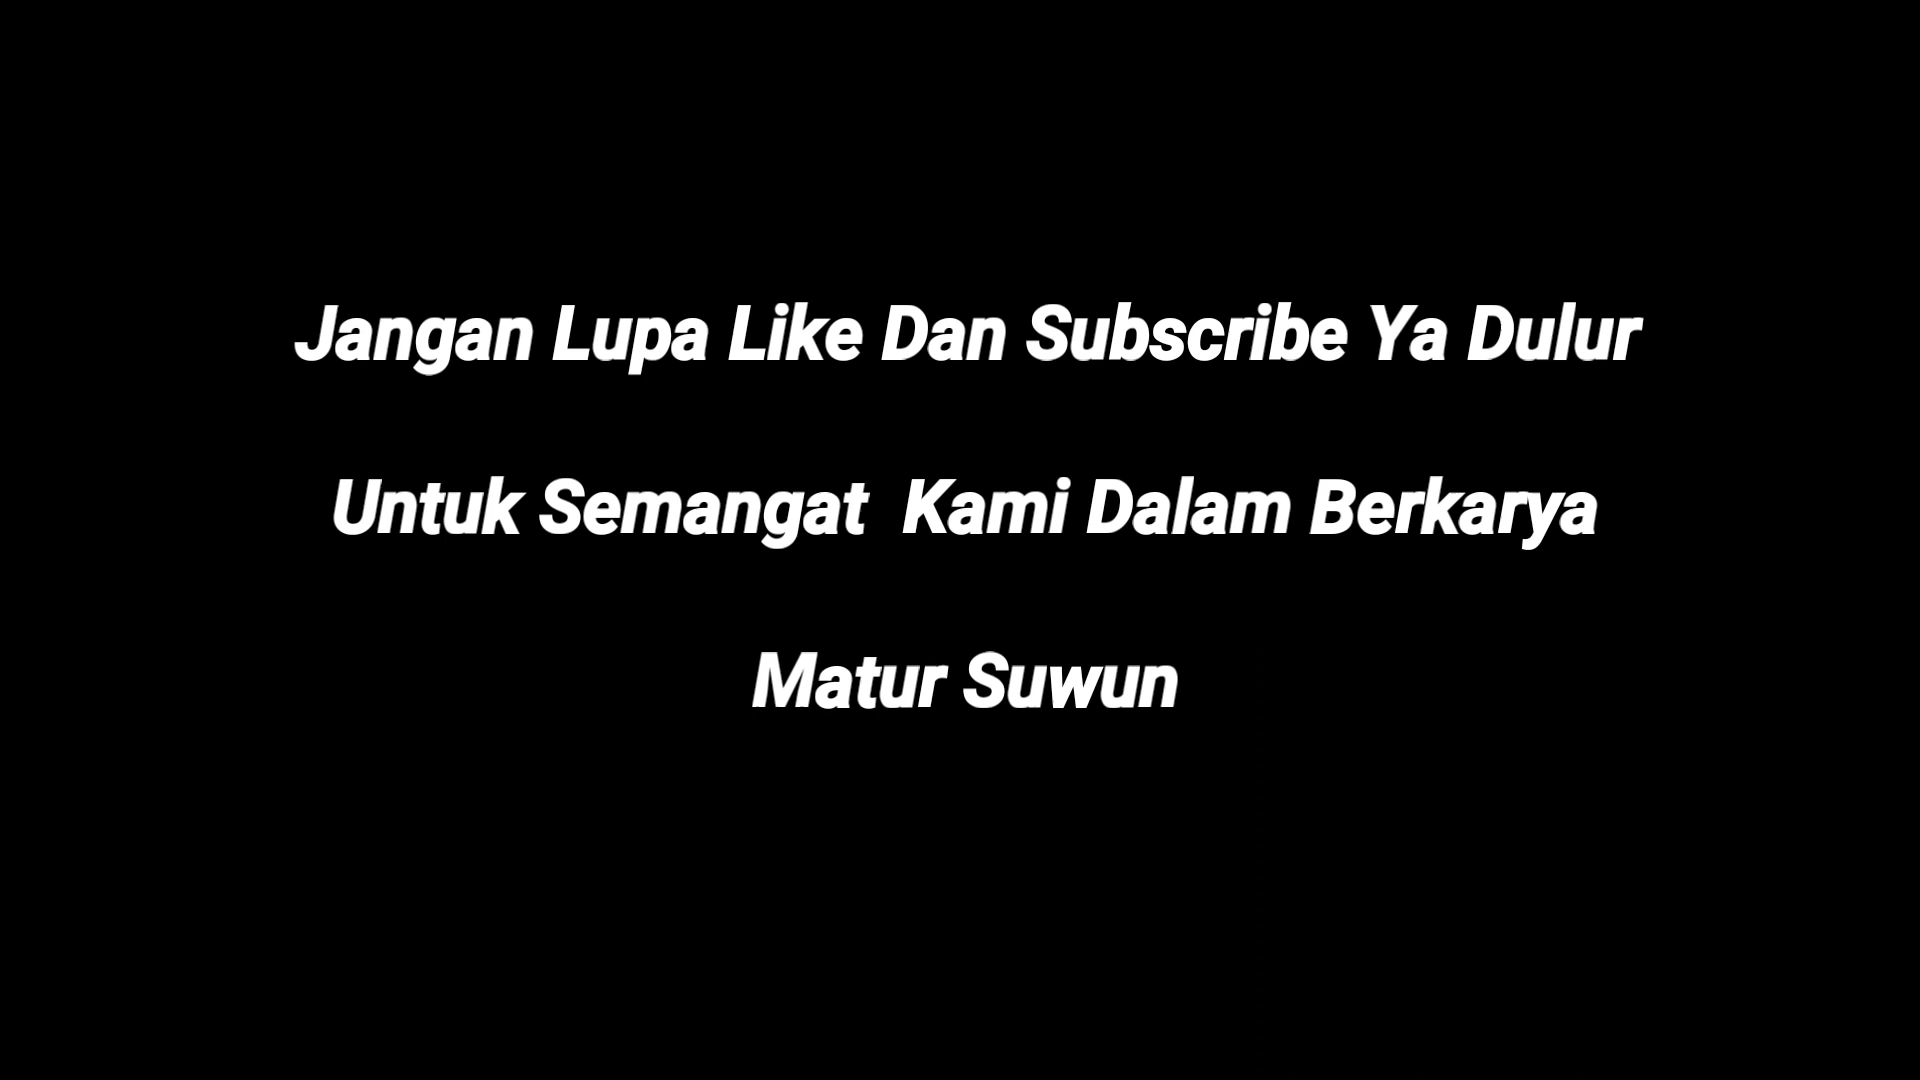 Jangan Lupa Like Dan Subscribe Ya Dulur
Untuk Semangat  Kami Dalam Berkarya
Matur Suwun